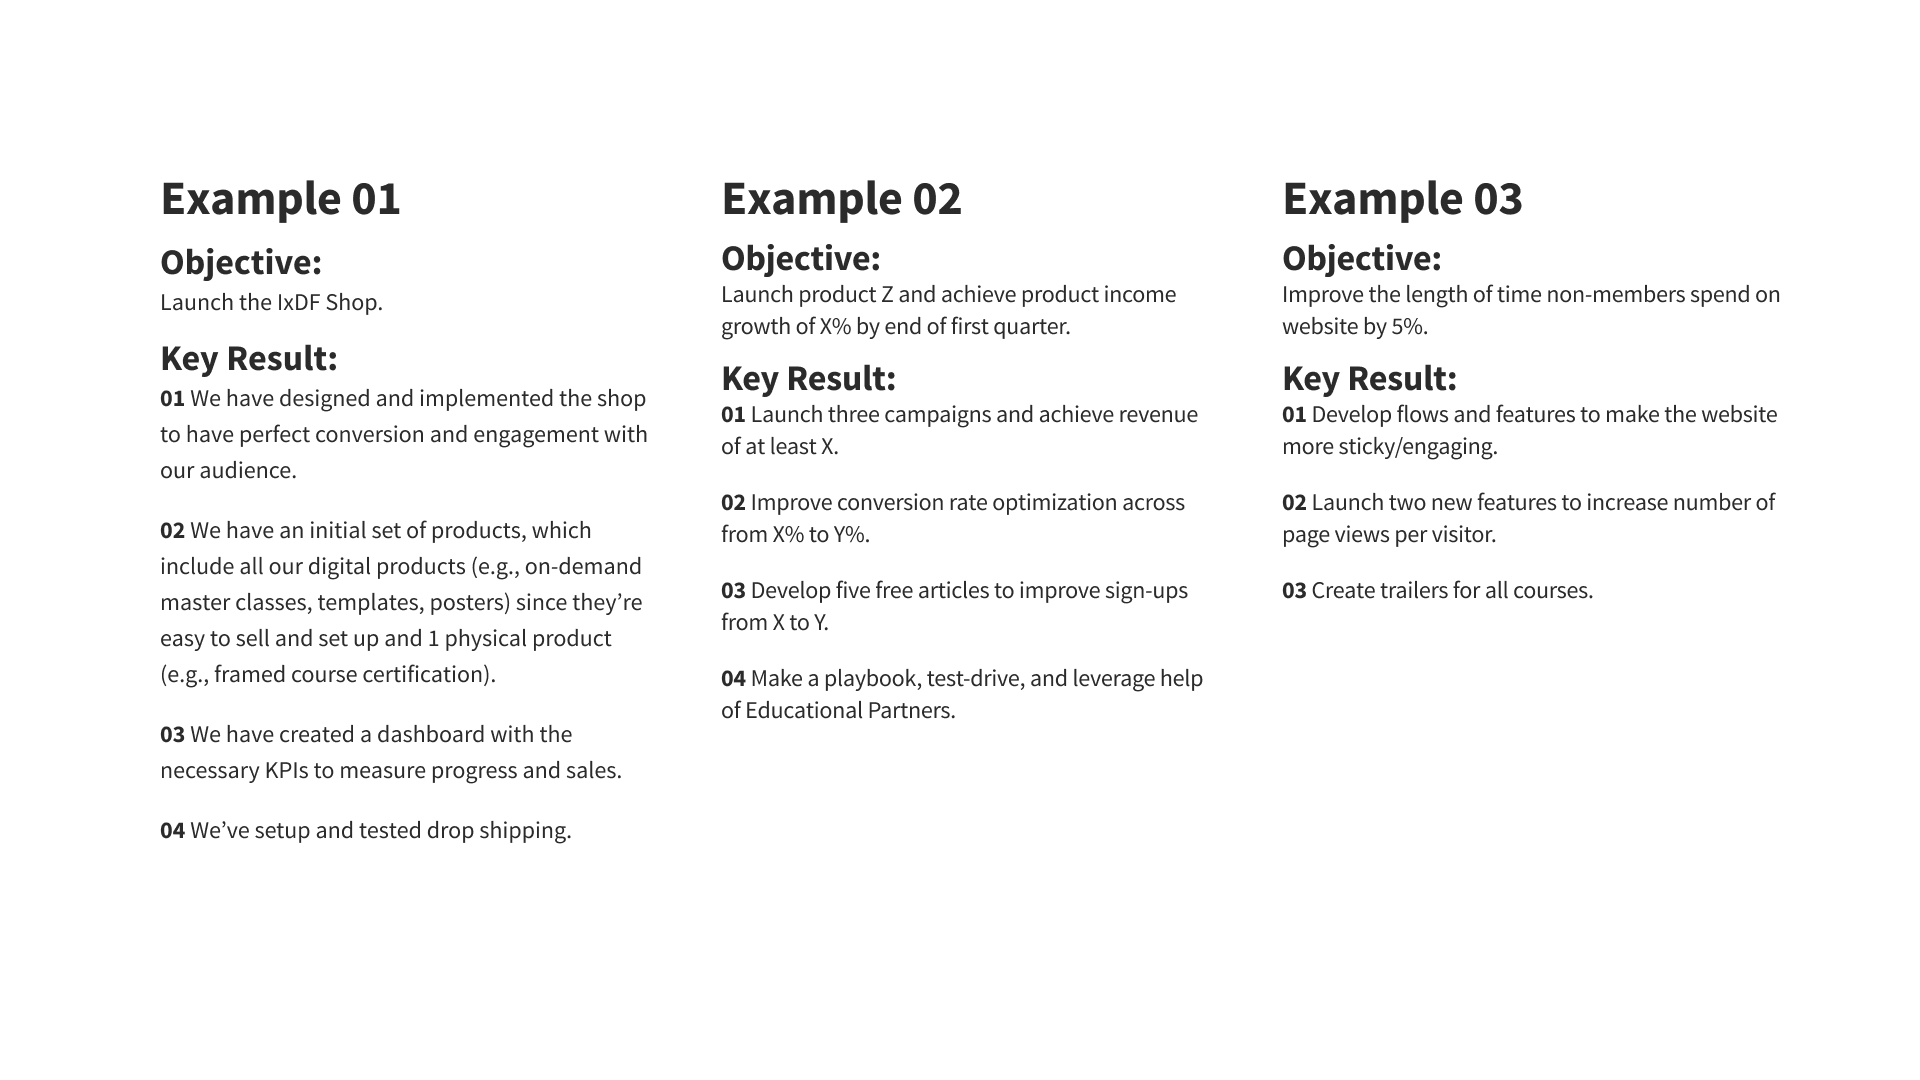 Example 01
Objective:
Launch the IxDF Shop.
Key Result:
01 We have designed and implemented the shop
to have perfect conversion and engagement with
our audience.
02 We have an initial set of products, which
include all our digital products (e.g., on-demand
master classes, templates, posters) since they’re
easy to sell and set up and 1 physical product
(e.g., framed course certification).
03 We have created a dashboard with the
necessary KPIs to measure progress and sales.
04 We’ve setup and tested drop shipping.
Example 02
Objective:
Launch product Z and achieve product income
growth of X% by end of first quarter.
Key Result:
01 Launch three campaigns and achieve revenue
of at least X.
02 Improve conversion rate optimization across
from X% to Y%.
03 Develop five free articles to improve sign-ups
from X to Y.
04 Make a playbook, test-drive, and leverage help
of Educational Partners.
Example 03
Objective:
Improve the length of time non-members spend on
website by 5%.
Key Result:
01 Develop flows and features to make the website
more sticky/engaging.
02 Launch two new features to increase number of
page views per visitor.
03 Create trailers for all courses.